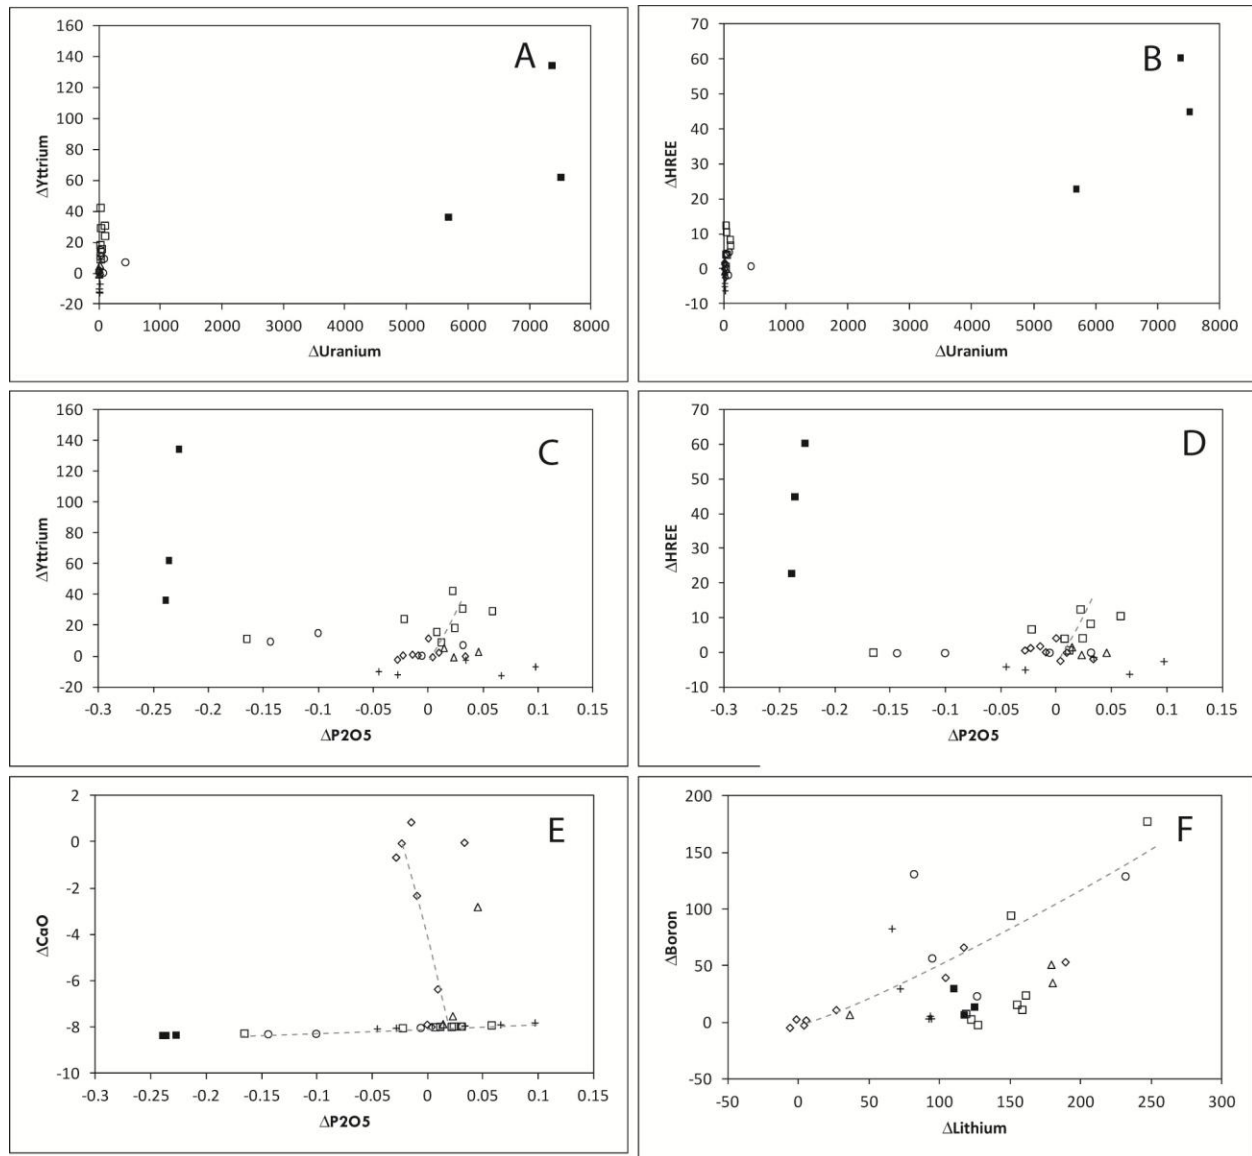 A
160
140
120
100
80
60
40
20
0
-20
ΔYttrium
0 1000 2000 3000 4000 5000 6000 7000 8000
ΔUranium
B
70
60
50
40
30
20
10
0
-10
ΔHREE
0 1000 2000 3000 4000 5000 6000 7000 8000
ΔUranium
C
160
140
120
100
80
60
40
20
0
-20
ΔYttrium
-0.3 -0.25 -0.2 -0.15 -0.1 -0.05 0 0.05 0.1 0.15
ΔP2O5
D
70
60
50
40
30
20
10
0
-10
ΔHREE
-0.3 -0.25 -0.2 -0.15 -0.1 -0.05 0 0.05 0.1 0.15
ΔP2O5
E
2
0
-2
-4
-6
-8
-10
ΔCaO
-0.3 -0.25 -0.2 -0.15 -0.1 -0.05 0 0.05 0.1 0.15
ΔP2O5
F
200
150
100
50
0
-50
ΔBoron
-50 0 50 100 150 200 250 300
ΔLithium